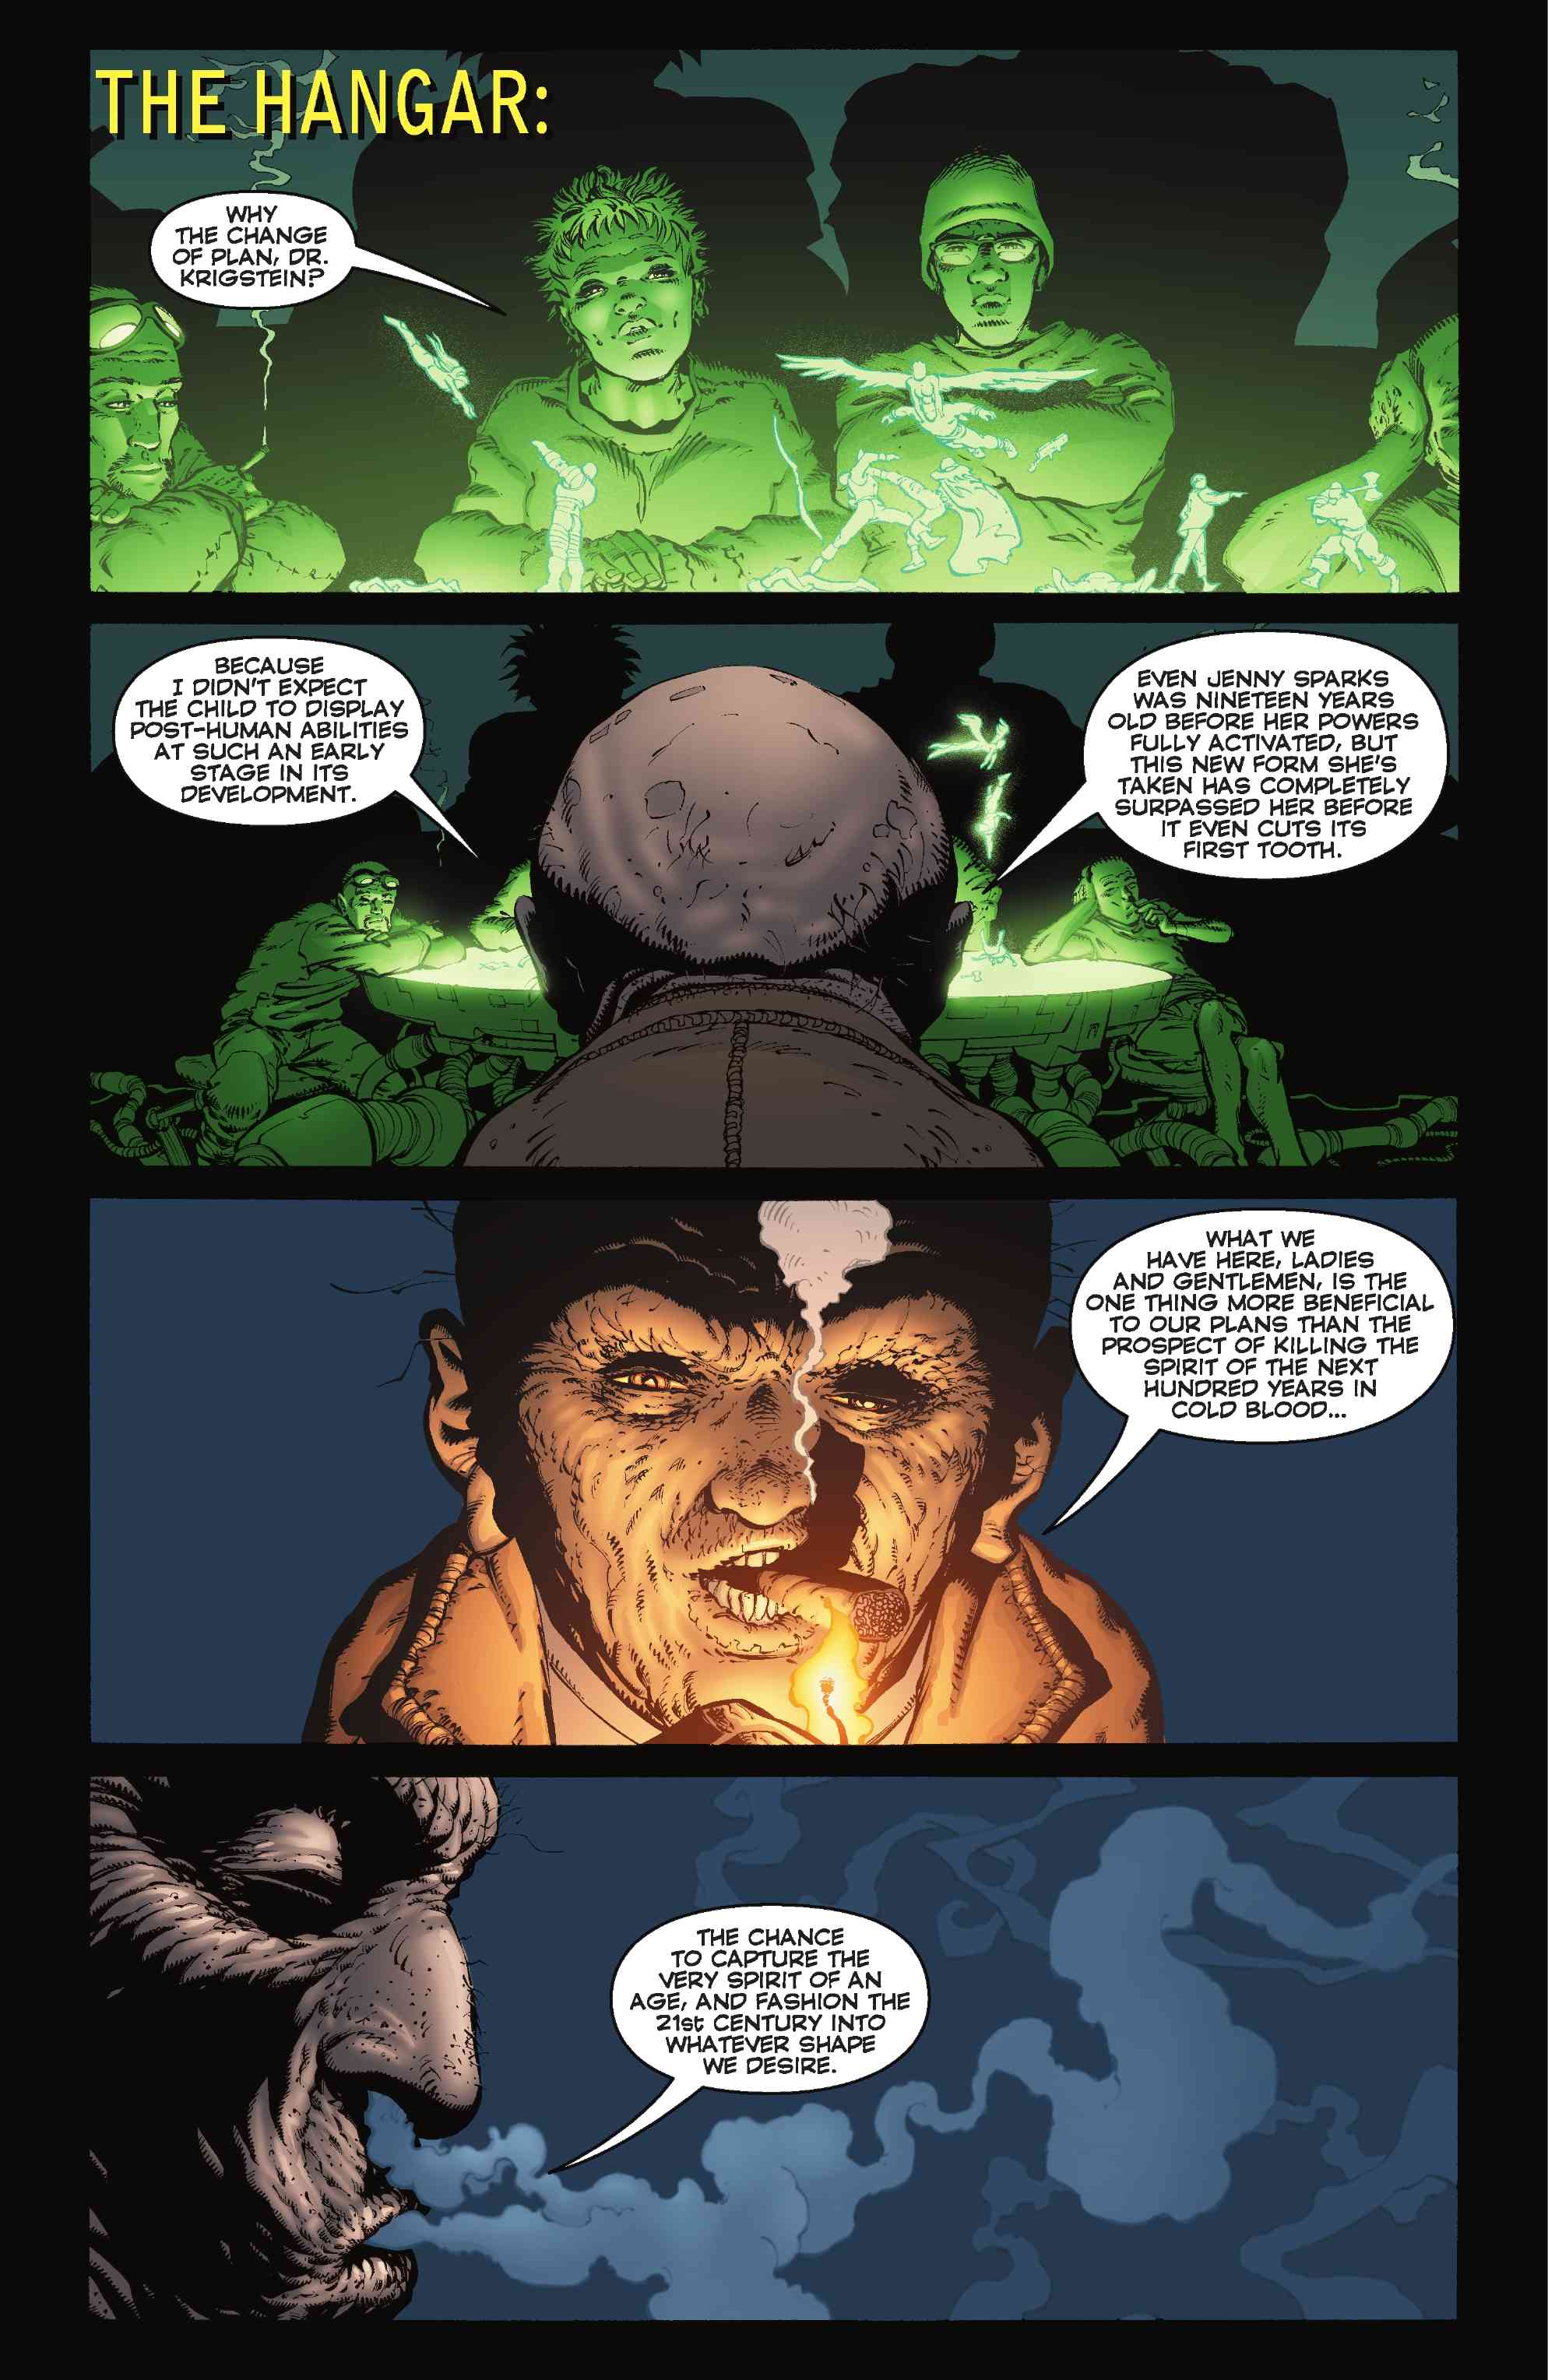 THE HANGAR:
WHY
THE CHANGE
OF PLAN, DR.
KRIGSTEIN?
BECAUSE
I DIDN'T EXPECT
THE CHILD TO DISPLAY
POST-HUMAN ABILITIES
AT SUCH AN EARLY
STAGE IN ITS
DEVELOPMENT.
EVEN JENNY SPARKS
WAS NINETEEN YEARS
OLD BEFORE HER POWERS
FULLY ACTIVATED, BUT
THIS NEW FORM SHE'S
TAKEN HAS COMPLETELY
SURPASSED HER BEFORE
IT EVEN CUTS ITS
FIRST TOOTH.
WHAT WE
HAVE HERE, LADIES
AND GENTLEMEN, IS THE
ONE THING MORE BENEFICIAL
TO OUR PLANS THAN THE
PROSPECT OF KILLING THE
SPIRIT OF THE NEXT
HUNDRED YEARS IN
COLD BLOOD...
THE CHANCE
TO CAPTURE THE
VERY SPIRIT OF AN
AGE, AND FASHION THE
21st CENTURY INTO
WHATEVER SHAPE
WE DESIRE.